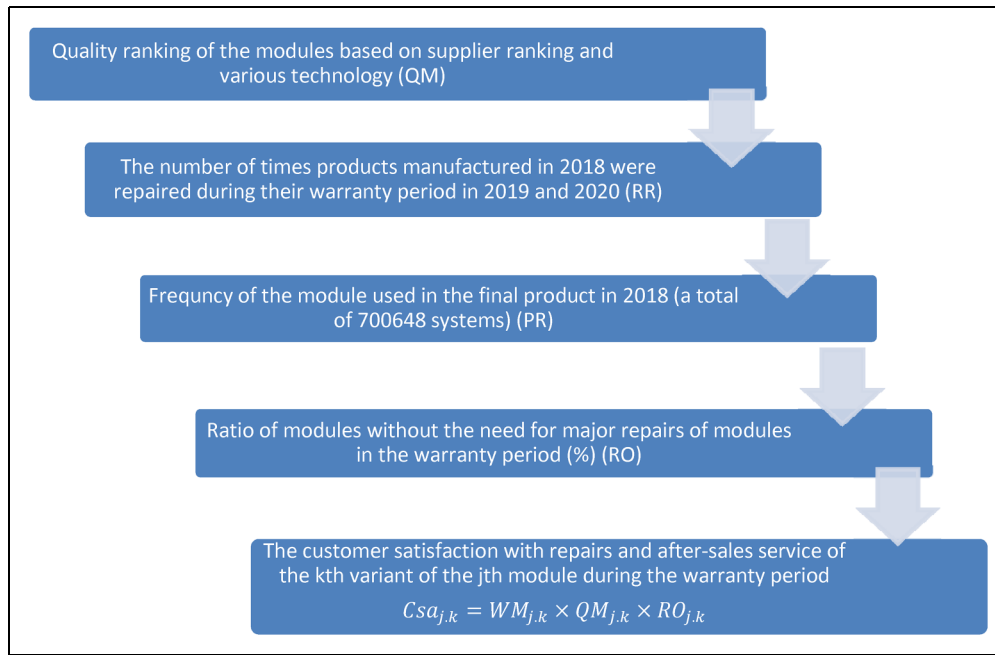 Quality ranking of the modules based on supplier ranking and
various technology (QM)
The number of times products manufactured in 2018 were
repaired during their warranty period in 2019 and 2020 (RR)
Frequncy of the module used in the final product in 2018 (a total
of 700648 systems) (PR)
Ratio of modules without the need for major repairs of modules
in the warranty period (%) (RO)
The customer satisfaction with repairs and after-sales service of
the kth variant of the jth module during the warranty period
$Csa_{j.k} = WM_{j.k} \times QM_{j.k} \times RO_{j.k}$